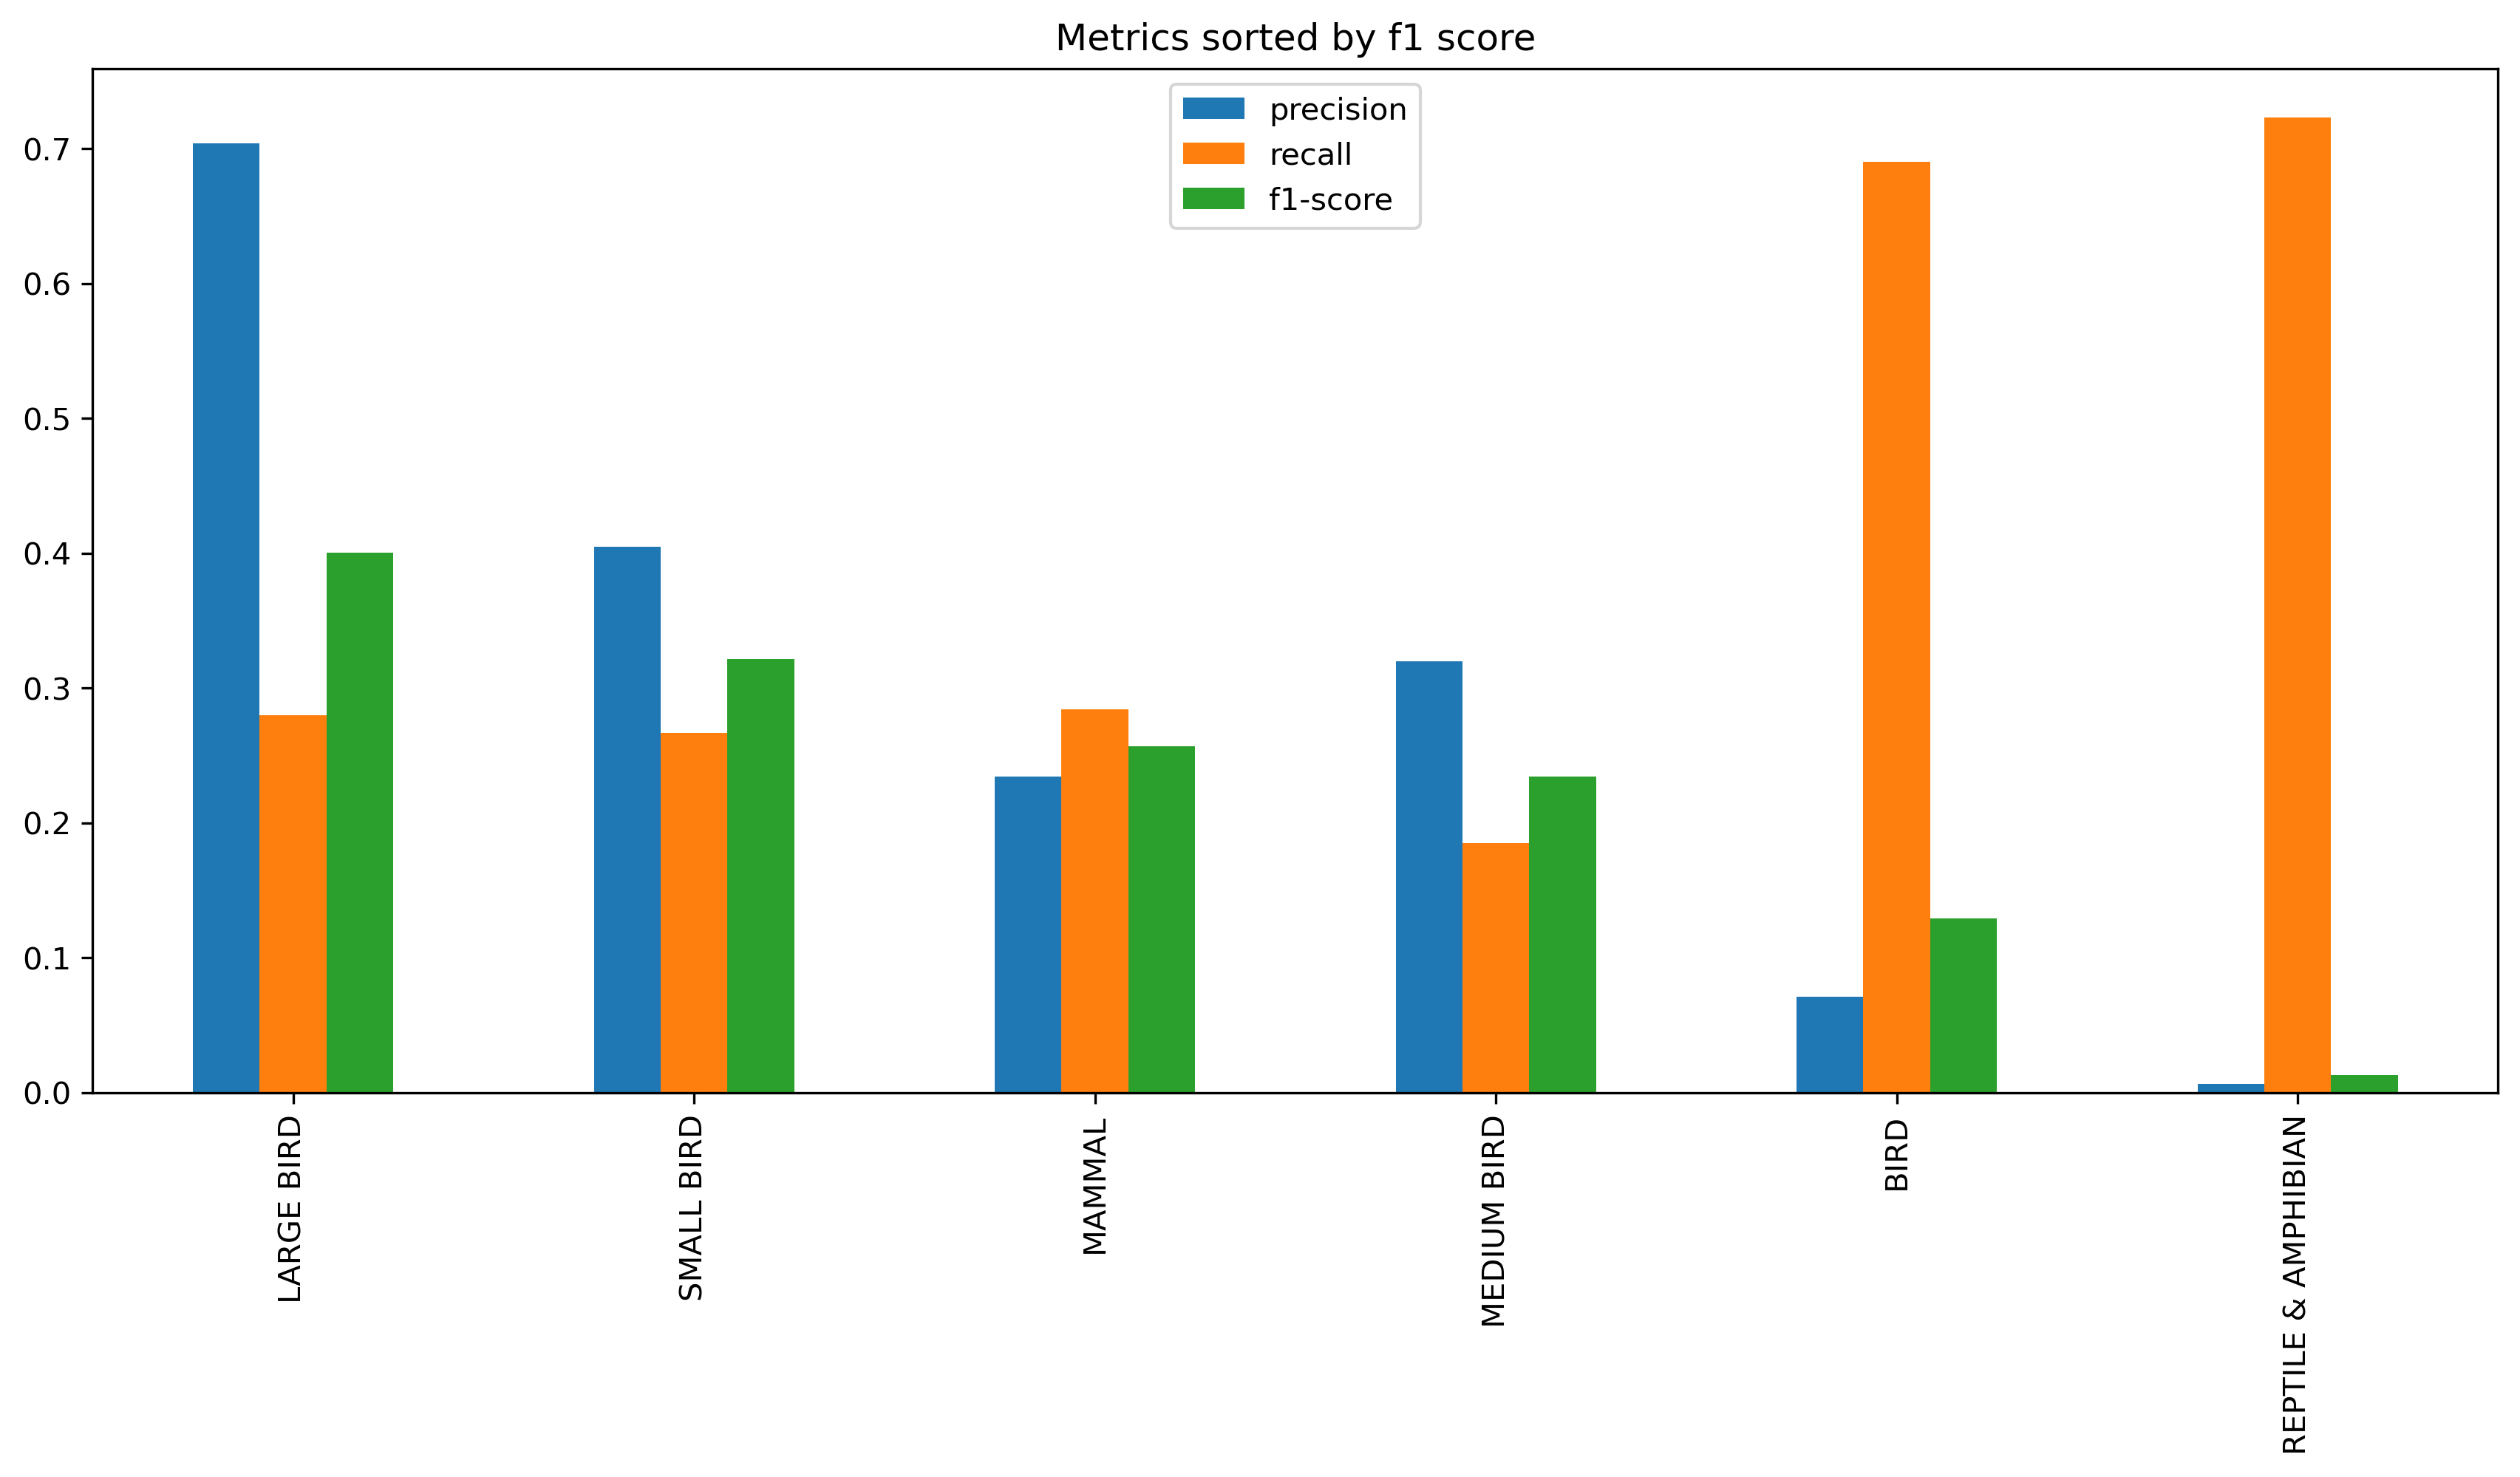 Metrics sorted by f1 score
precision
recall
f1-score
0.7
0.6
0.5
0.4
0.3
0.2
0.1
0.0
LARGE BIRD
SMALL BIRD
MAMMAL
MEDIUM BIRD
BIRD
REPTILE & AMPHIBIAN